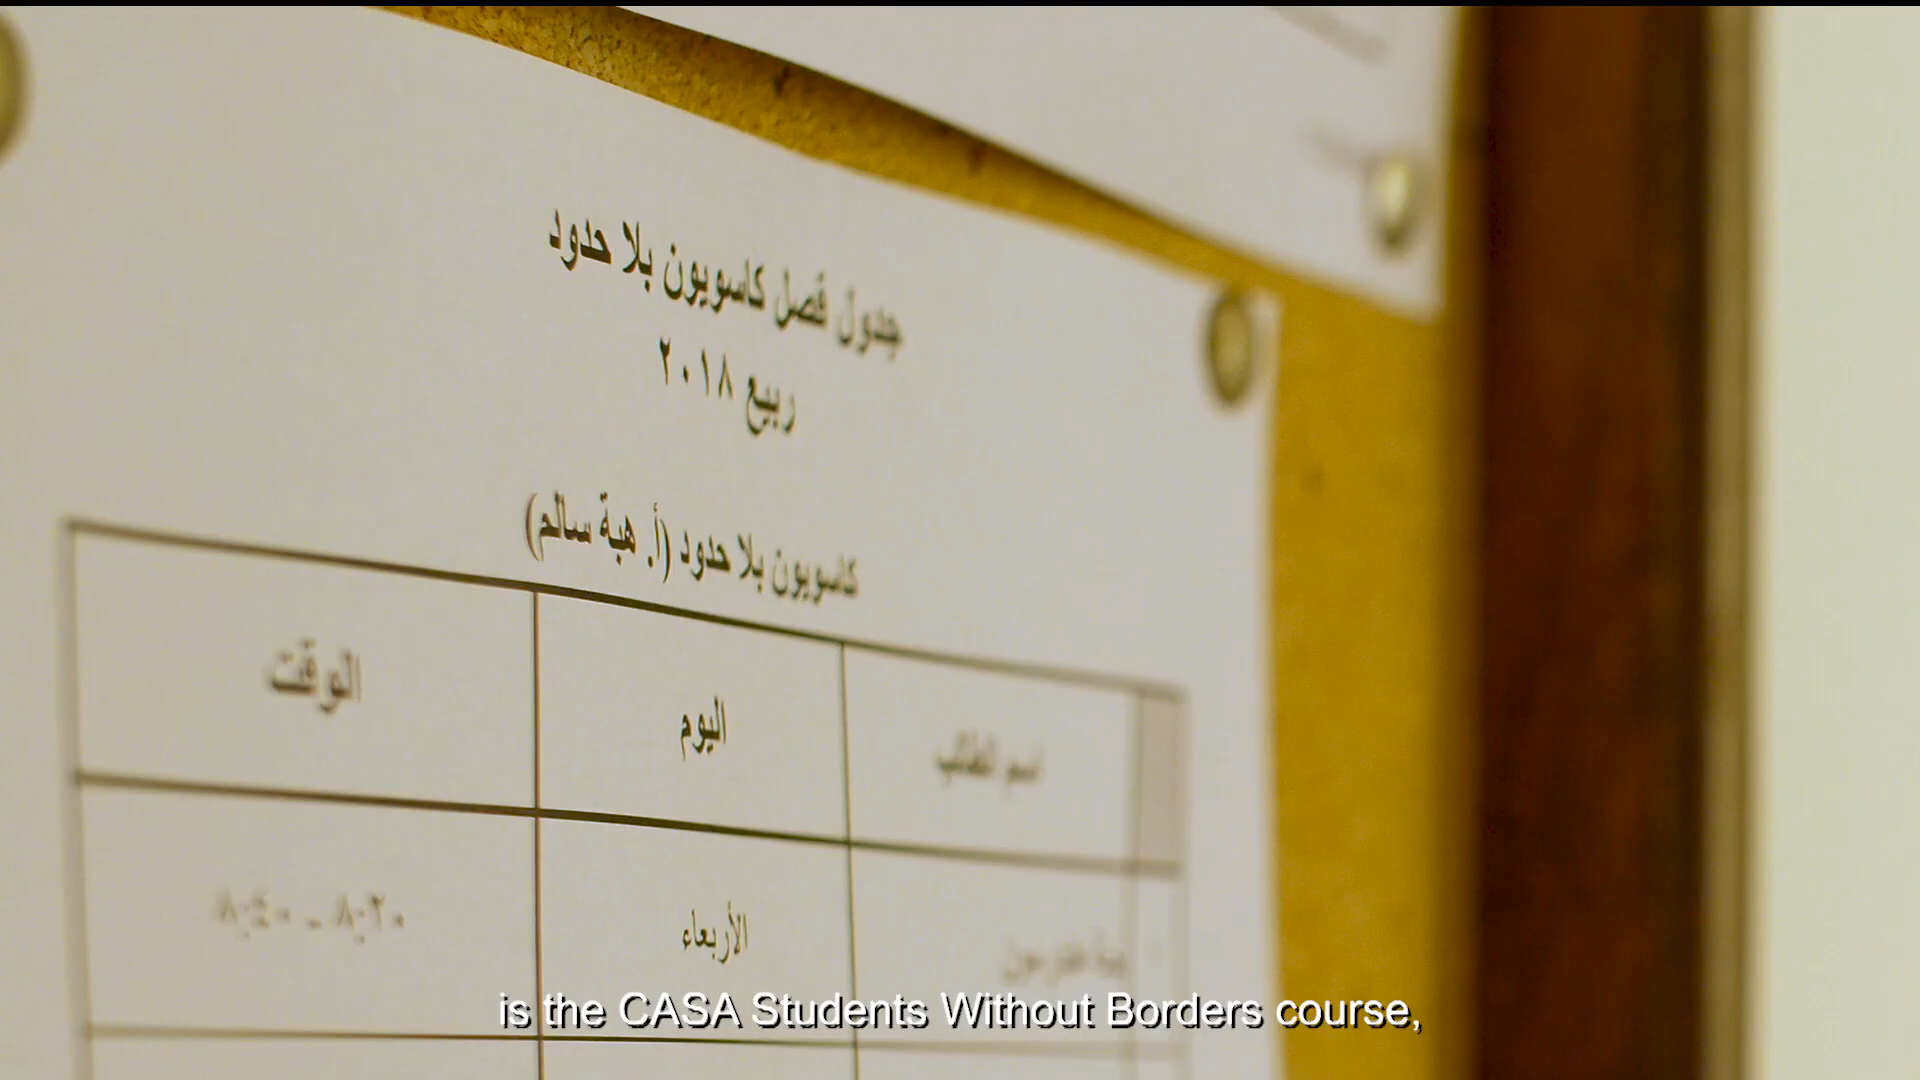 جدول فصل كاسويون بلا حدود
ربيع ٢٠١٨
كاسويون بلا حدود (أ. هبة سالم)
اسم الطالب اليوم الوقت
الأربعاء ٨:٢٠ - ٨:٤٠
is the CASA Students Without Borders course,